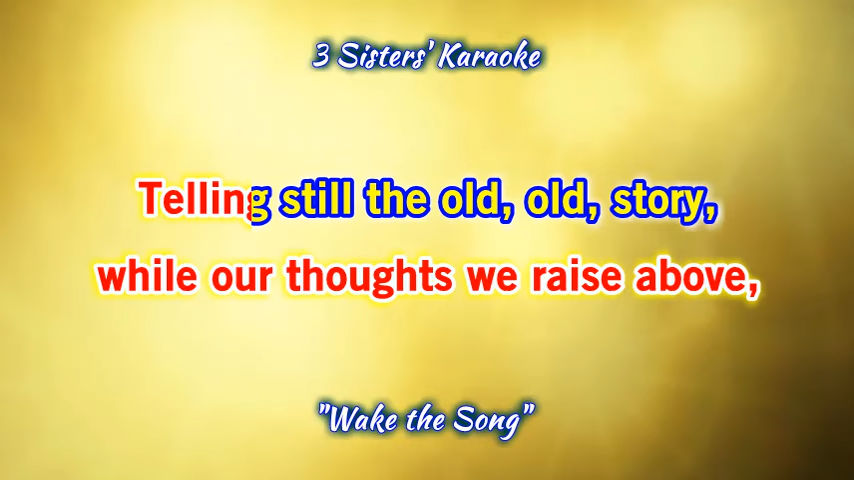 3 Sisters' Karaoke
Telling still the old, old, story,
while our thoughts we raise above,
"Wake the Song"